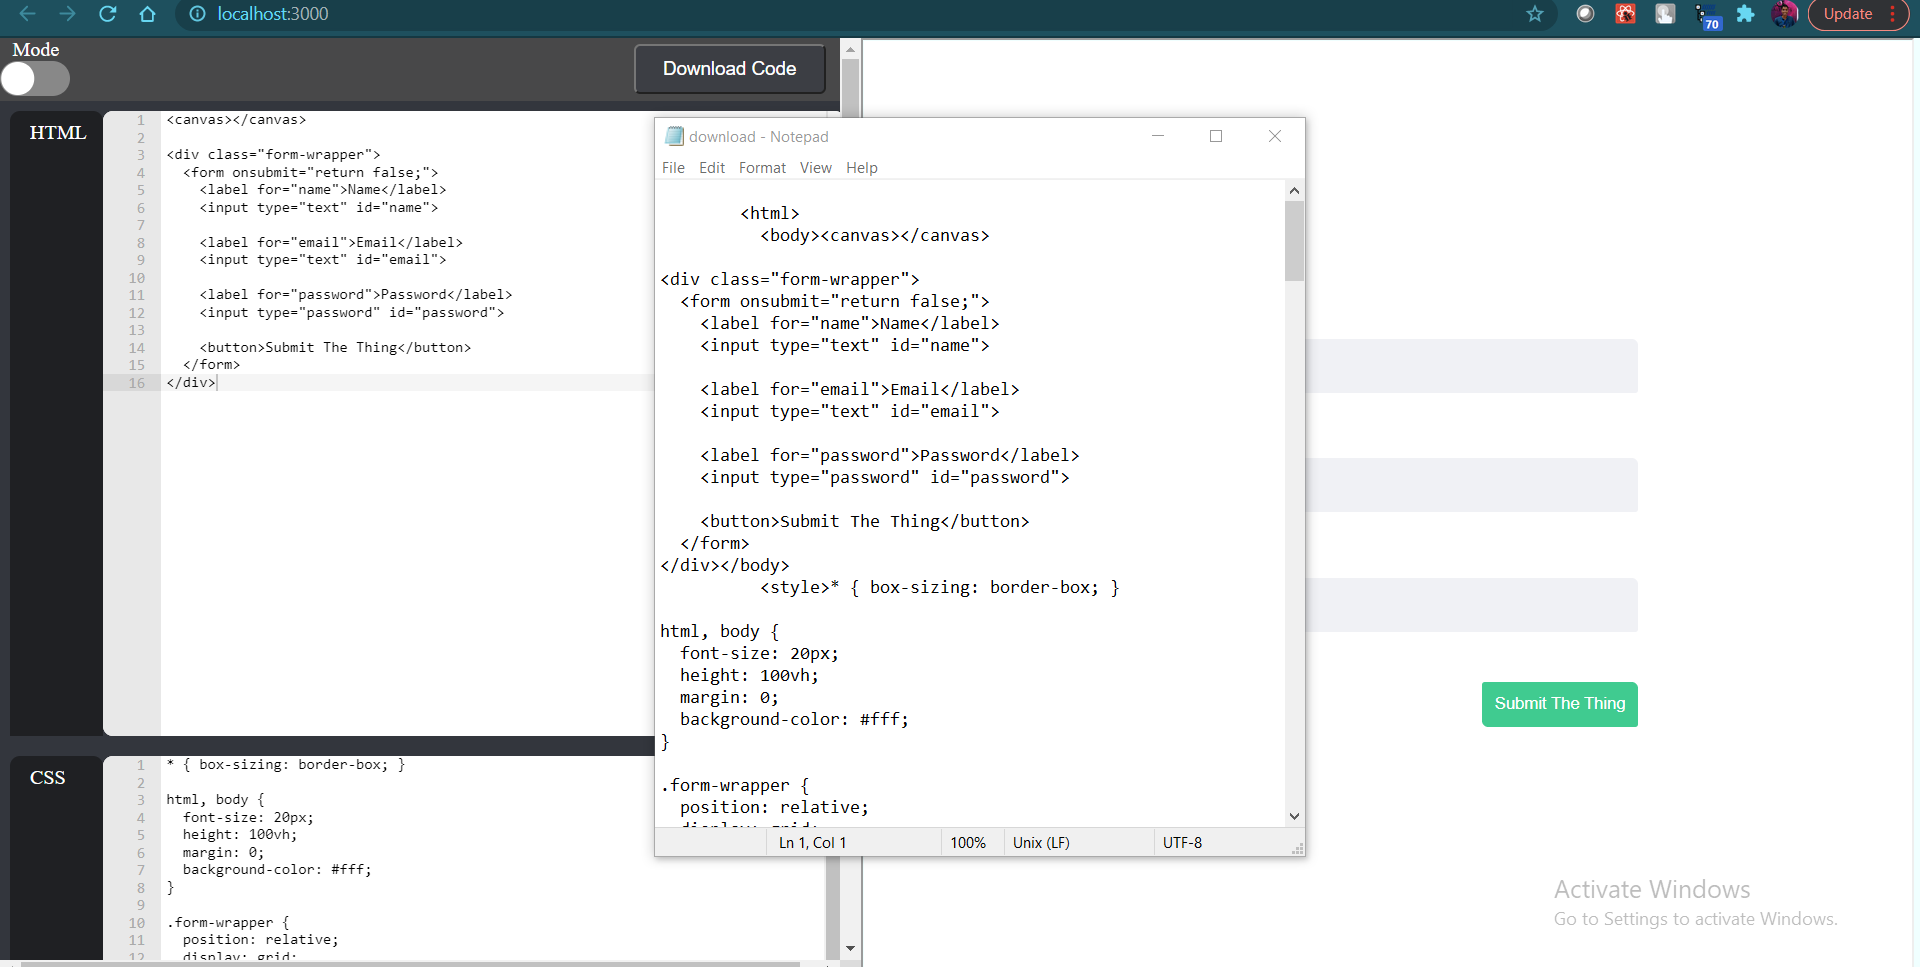 localhost:3000
70
Update
Mode
Download Code
HTML
1 <canvas></canvas>
2
3 <div class="form-wrapper">
4 <form onsubmit="return false;">
5 <label for="name">Name</label>
6 <input type="text" id="name">
7
8 <label for="email">Email</label>
9 <input type="text" id="email">
10
11 <label for="password">Password</label>
12 <input type="password" id="password">
13
14 <button>Submit The Thing</button>
15 </form>
16 </div>
CSS
1 * { box-sizing: border-box; }
2
3 html, body {
4 font-size: 20px;
5 height: 100vh;
6 margin: 0;
7 background-color: #fff;
8 }
9
10 .form-wrapper {
11 position: relative;
12 display: grid;
download - Notepad
File Edit Format View Help
<html>
<body><canvas></canvas>
<div class="form-wrapper">
<form onsubmit="return false;">
<label for="name">Name</label>
<input type="text" id="name">
<label for="email">Email</label>
<input type="text" id="email">
<label for="password">Password</label>
<input type="password" id="password">
<button>Submit The Thing</button>
</form>
</div></body>
<style>* { box-sizing: border-box; }
html, body {
font-size: 20px;
height: 100vh;
margin: 0;
background-color: #fff;
}
.form-wrapper {
position: relative;
display: grid;
Ln 1, Col 1 100% Unix (LF) UTF-8
Submit The Thing
Activate Windows
Go to Settings to activate Windows.